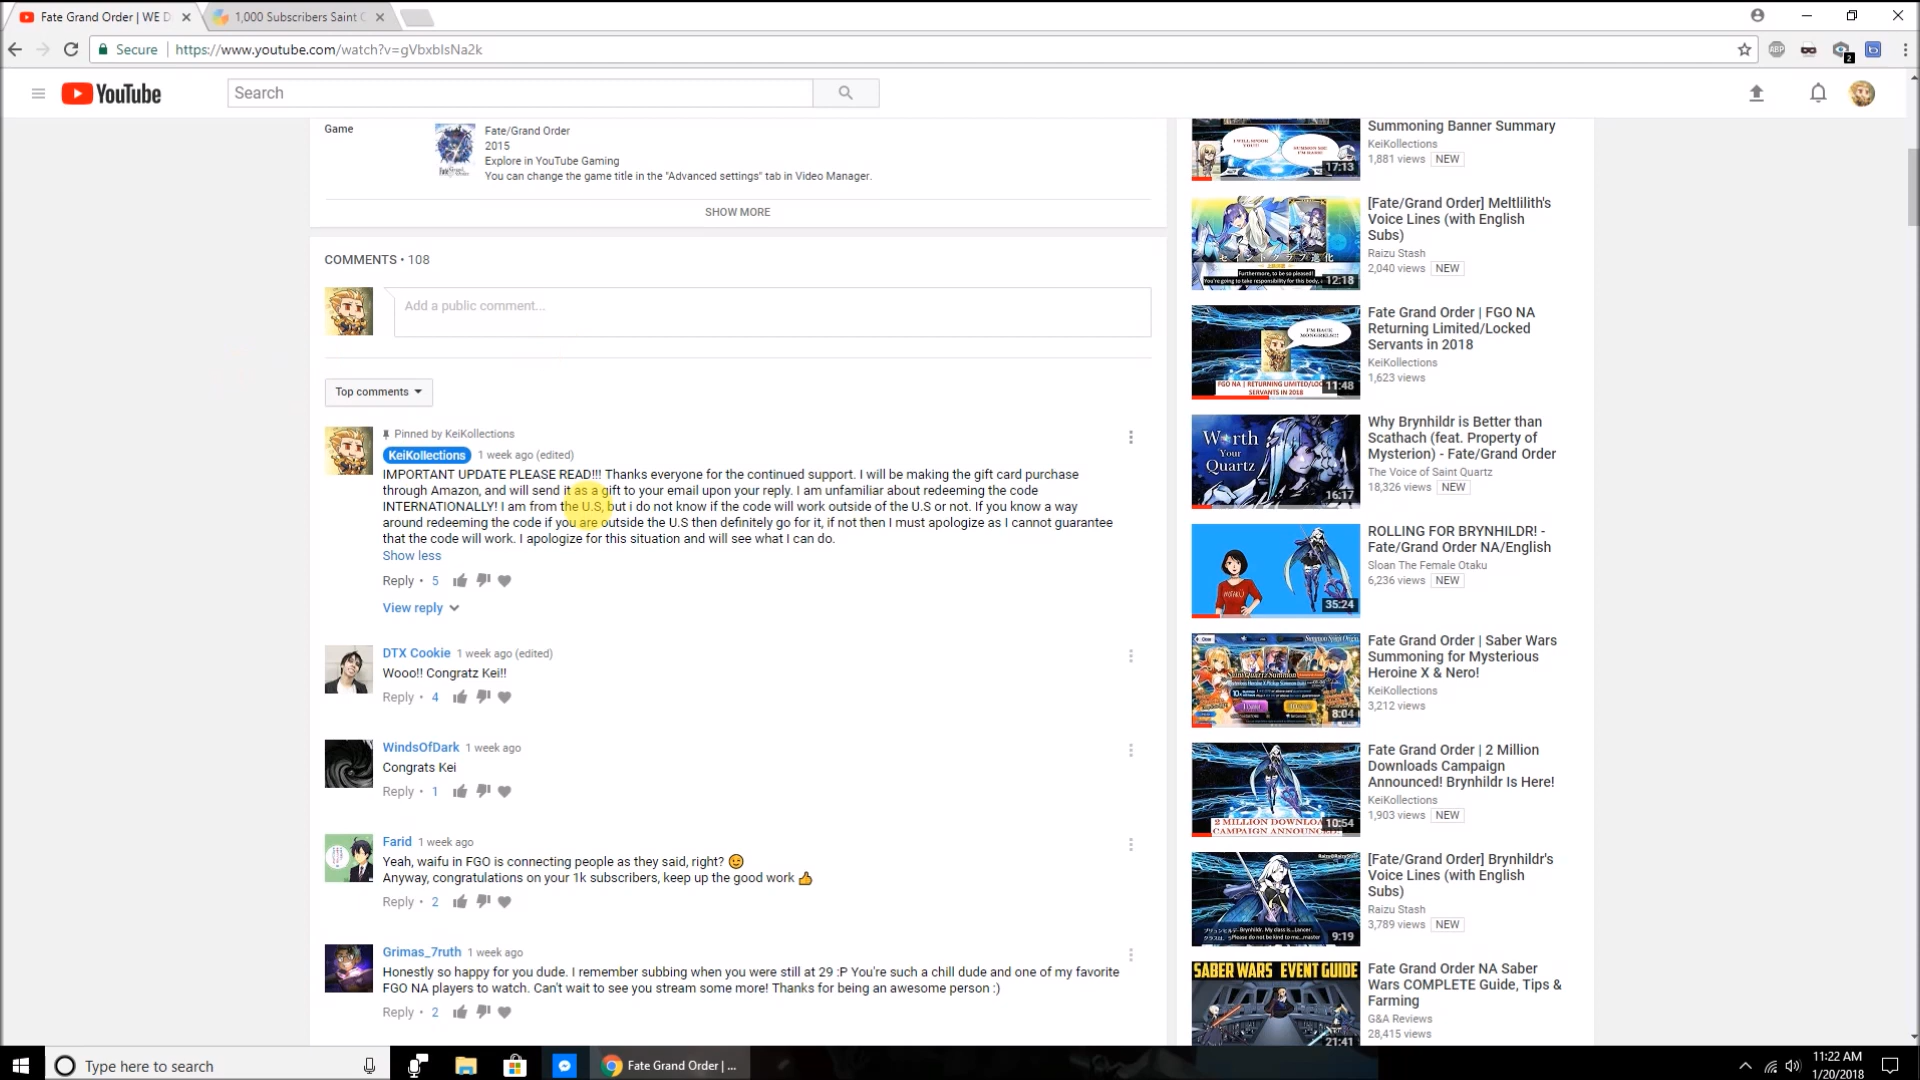 Fate Grand Order | WE D
1,000 Subscribers Saint C
Secure
https://www.youtube.com/watch?v=gVbxbIsNa2k
ABP
2
YouTube
Search
Game
Fate/Grand Order
2015
Explore in YouTube Gaming
You can change the game title in the "Advanced settings" tab in Video Manager.
SHOW MORE
COMMENTS • 108
Add a public comment...
Top comments
Pinned by KeiKollections
KeiKollections 1 week ago (edited)
IMPORTANT UPDATE PLEASE READ!!! Thanks everyone for the continued support. I will be making the gift card purchase
through Amazon, and will send it as a gift to your email upon your reply. I am unfamiliar about redeeming the code
INTERNATIONALLY! I am from the U.S, but i do not know if the code will work outside of the U.S or not. If you know a way
around redeeming the code if you are outside the U.S then definitely go for it, if not then I must apologize as I cannot guarantee
that the code will work. I apologize for this situation and will see what I can do.
Show less
Reply • 5
View reply
DTX Cookie 1 week ago (edited)
Wooo!! Congratz Kei!!
Reply • 4
WindsOfDark 1 week ago
Congrats Kei
Reply • 1
Farid 1 week ago
Yeah, waifu in FGO is connecting people as they said, right? 😉
Anyway, congratulations on your 1k subscribers, keep up the good work 👍
Reply • 2
Grimas_7ruth 1 week ago
Honestly so happy for you dude. I remember subbing when you were still at 29 :P You're such a chill dude and one of my favorite
FGO NA players to watch. Can't wait to see you stream some more! Thanks for being an awesome person :)
Reply • 2
17:13
Summoning Banner Summary
KeiKollections
1,881 views NEW
12:18
[Fate/Grand Order] Meltlilith's
Voice Lines (with English
Subs)
Raizu Stash
2,040 views NEW
I'M BACK
MONGRELS!!
FGO NA | RETURNING LIMITED/LOC
SERVANTS IN 2018
11:48
Fate Grand Order | FGO NA
Returning Limited/Locked
Servants in 2018
KeiKollections
1,623 views
Worth
Your
Quartz
16:17
Why Brynhildr is Better than
Scathach (feat. Property of
Mysterion) - Fate/Grand Order
The Voice of Saint Quartz
18,326 views NEW
35:24
ROLLING FOR BRYNHILDR! -
Fate/Grand Order NA/English
Sloan The Female Otaku
6,236 views NEW
8:04
Fate Grand Order | Saber Wars
Summoning for Mysterious
Heroine X & Nero!
KeiKollections
3,212 views
2 MILLION DOWNLOA
CAMPAIGN ANNOUNC
10:54
Fate Grand Order | 2 Million
Downloads Campaign
Announced! Brynhildr Is Here!
KeiKollections
1,903 views NEW
9:19
[Fate/Grand Order] Brynhildr's
Voice Lines (with English
Subs)
Raizu Stash
3,789 views NEW
SABER WARS EVENT GUIDE
21:41
Fate Grand Order NA Saber
Wars COMPLETE Guide, Tips &
Farming
G&A Reviews
28,415 views
Type here to search
Fate Grand Order | ...
11:22 AM
1/20/2018